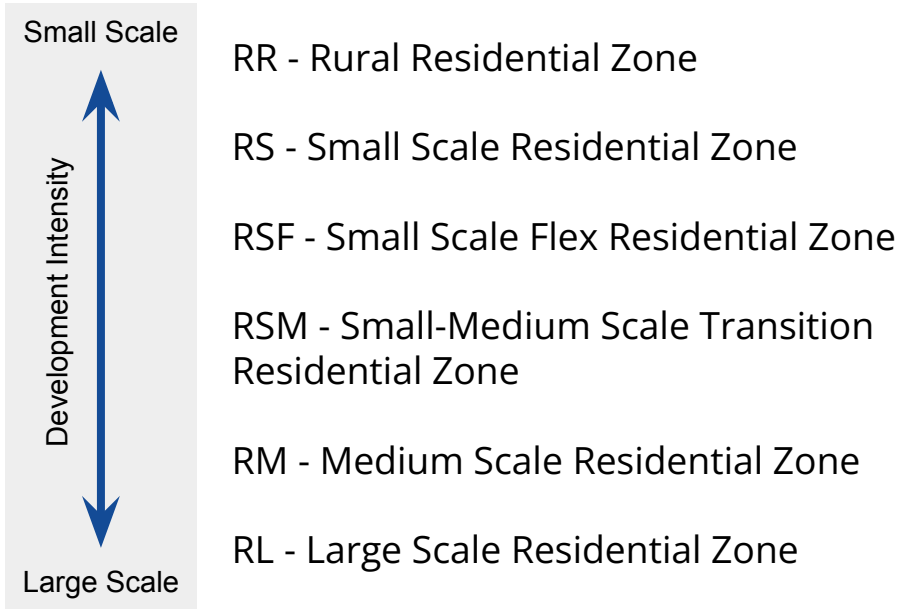 Small Scale
Development Intensity
Large Scale
RR - Rural Residential Zone
RS - Small Scale Residential Zone
RSF - Small Scale Flex Residential Zone
RSM - Small-Medium Scale Transition
Residential Zone
RM - Medium Scale Residential Zone
RL - Large Scale Residential Zone